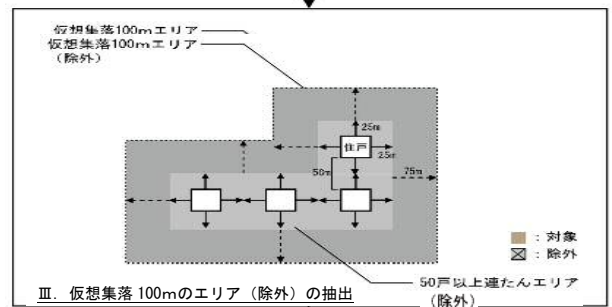 仮想集落100mエリア
仮想集落100mエリア
（除外）
25m
住戸
25m
50m
75m
：対象
：除外
50戸以上連たんエリア
（除外）
Ⅲ．仮想集落 100mのエリア（除外）の抽出